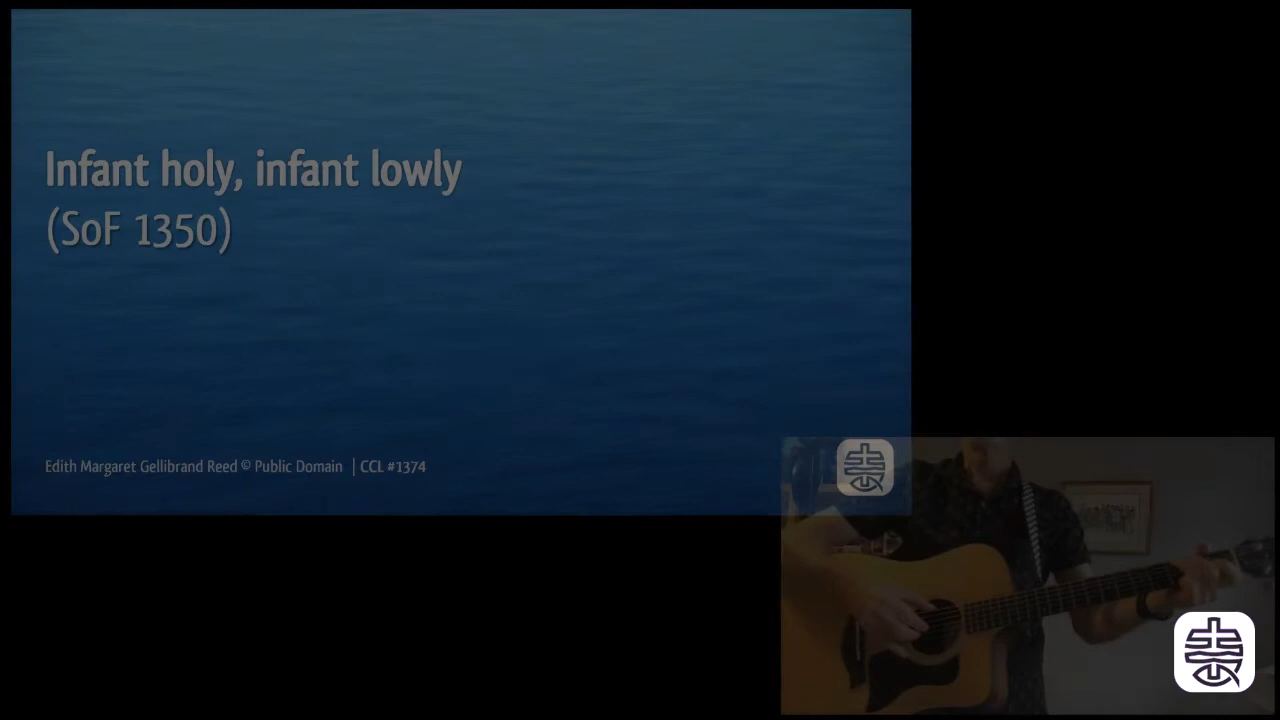 Infant holy, infant lowly
(SoF 1350)
Edith Margaret Gellibrand Reed © Public Domain | CCL #1374